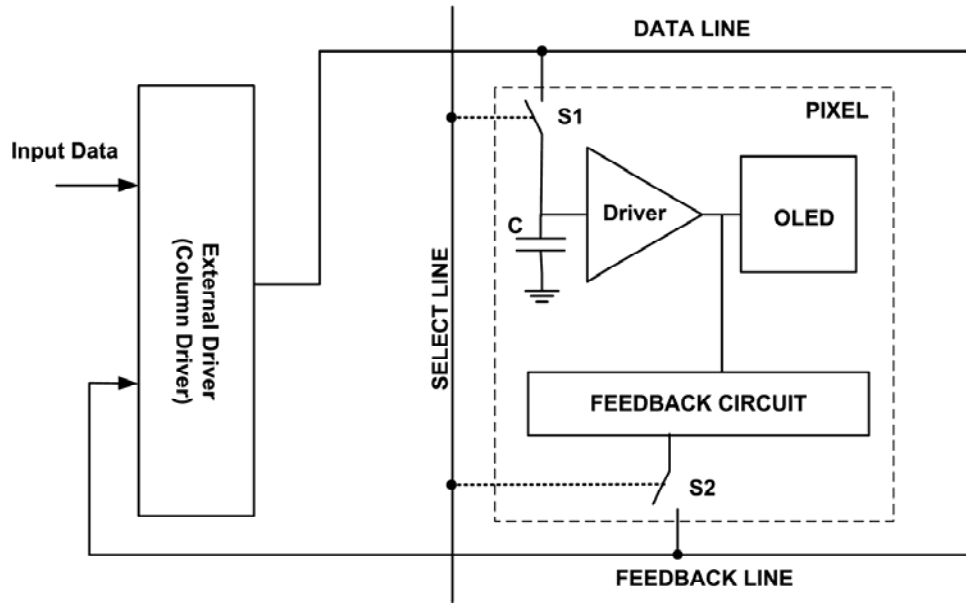 DATA LINE
PIXEL
S1
Input Data
Driver
OLED
C
External Driver
(Column Driver)
SELECT LINE
FEEDBACK CIRCUIT
S2
FEEDBACK LINE